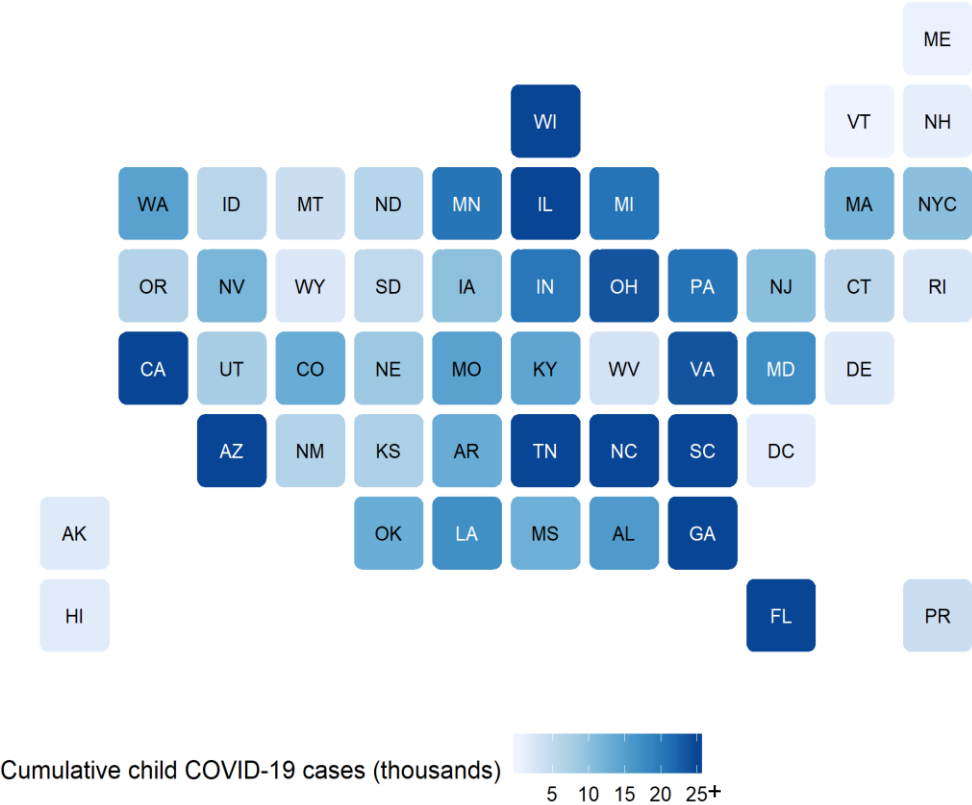 ME
WI VT NH
WA ID MT ND MN IL MI MA NYC
OR NV WY SD IA IN OH PA NJ CT RI
CA UT CO NE MO KY WV VA MD DE
AZ NM KS AR TN NC SC DC
AK OK LA MS AL GA
HI FL PR
Cumulative child COVID-19 cases (thousands)
5 10 15 20 25+